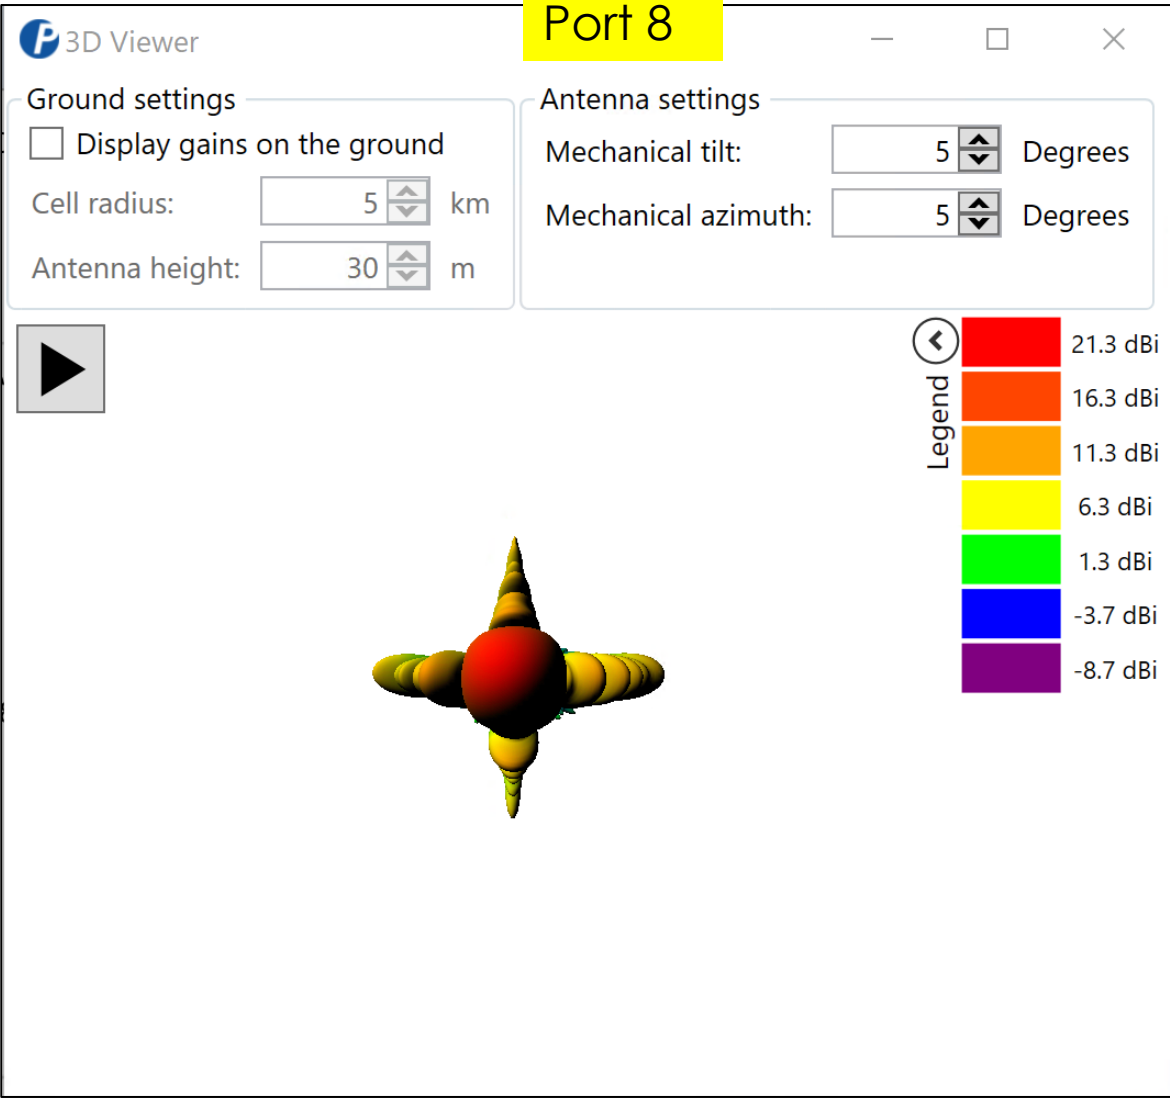 Port 8
3D Viewer
Ground settings
Display gains on the ground
Cell radius: 5 km
Antenna height: 30 m
Antenna settings
Mechanical tilt: 5 Degrees
Mechanical azimuth: 5 Degrees
Legend
21.3 dBi
16.3 dBi
11.3 dBi
6.3 dBi
1.3 dBi
-3.7 dBi
-8.7 dBi